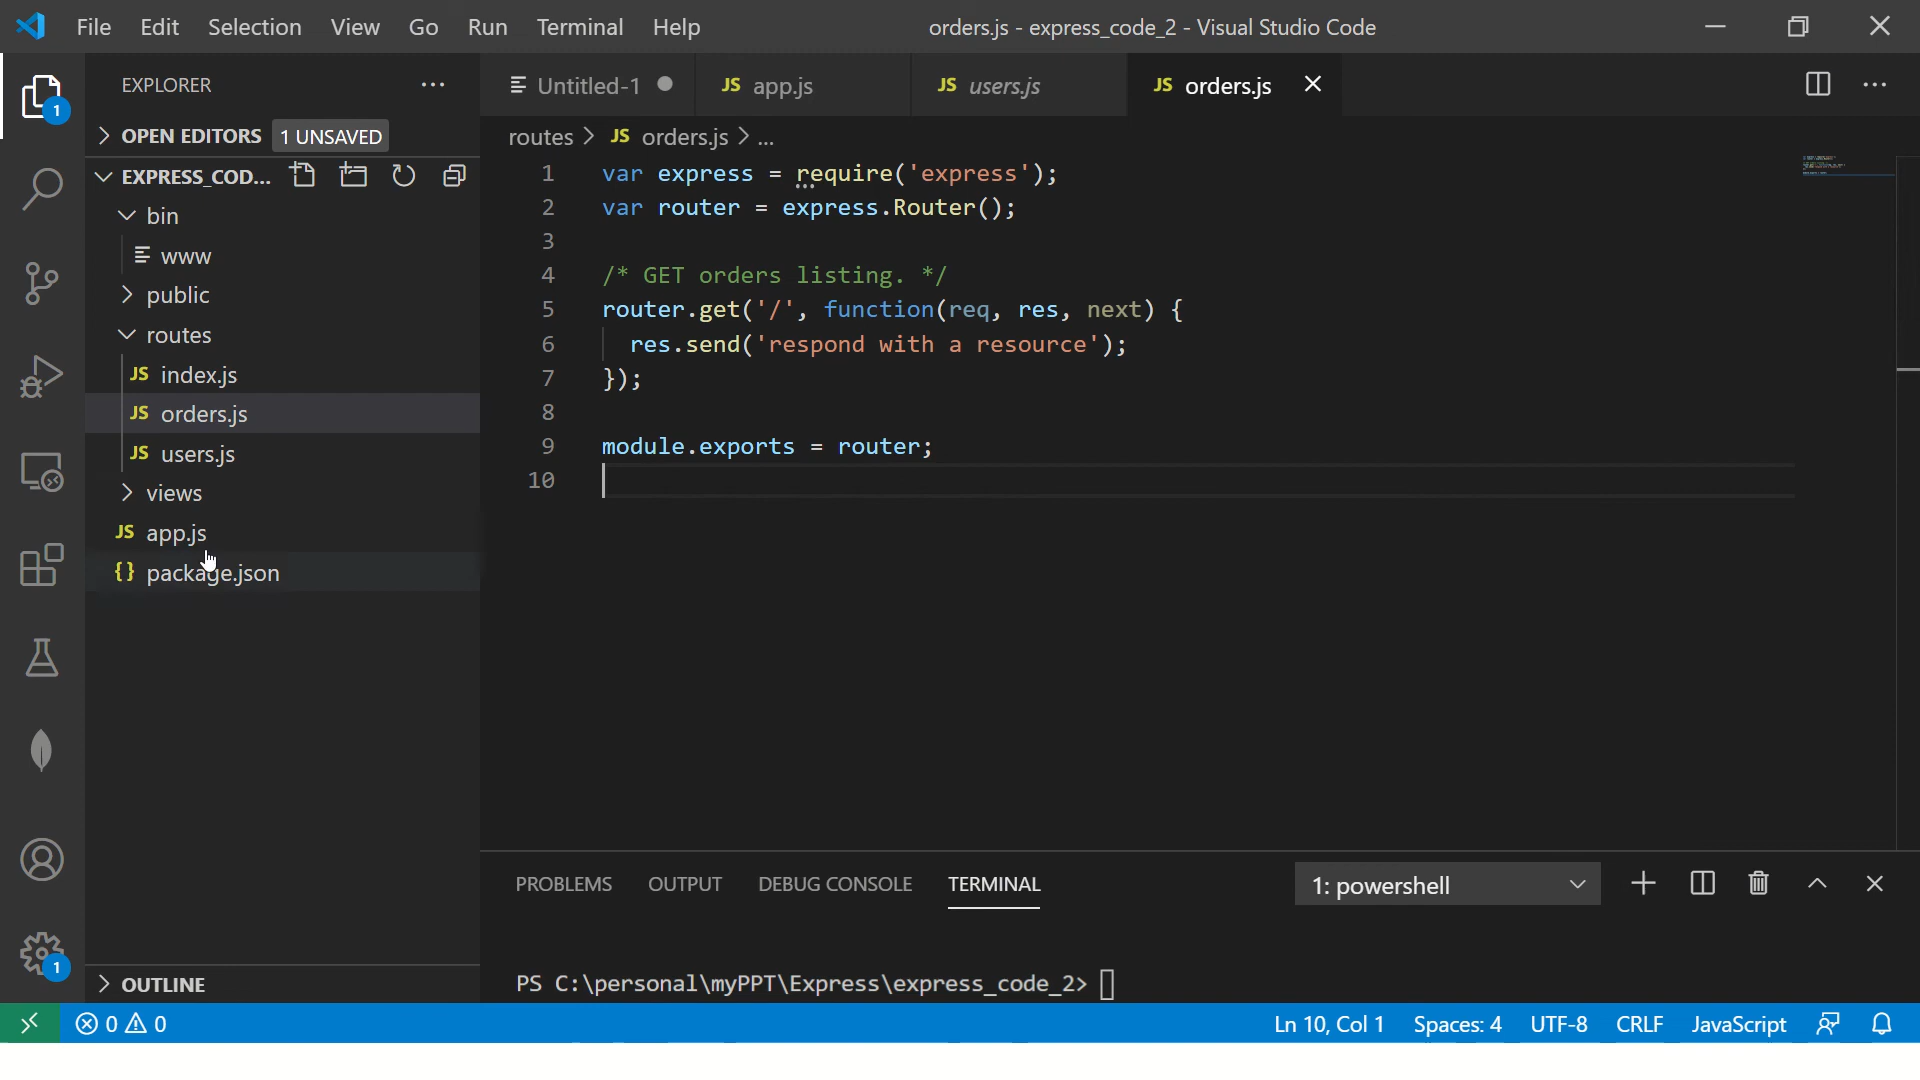 File Edit Selection View Go Run Terminal Help orders.js - express_code_2 - Visual Studio Code
EXPLORER ...
Untitled-1 JS app.js JS users.js JS orders.js ...
1
OPEN EDITORS 1 UNSAVED
routes > JS orders.js > ...
EXPRESS_COD...
bin
www
public
routes
JS index.js
JS orders.js
JS users.js
views
JS app.js
{} package.json
OUTLINE
1 var express = require('express');
2 var router = express.Router();
3
4 /* GET orders listing. */
5 router.get('/', function(req, res, next) {
6 res.send('respond with a resource');
7 });
8
9 module.exports = router;
10
PROBLEMS OUTPUT DEBUG CONSOLE TERMINAL 1: powershell
PS C:\personal\myPPT\Express\express_code_2>
1
0 0 Ln 10, Col 1 Spaces: 4 UTF-8 CRLF JavaScript